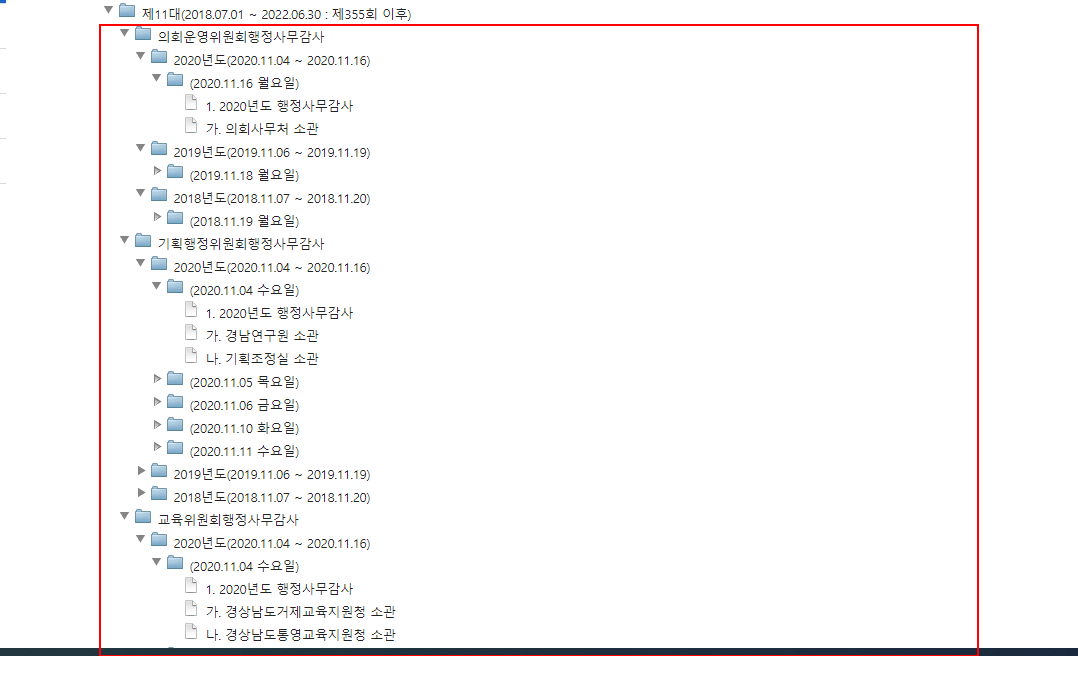 제11대(2018.07.01 ~ 2022.06.30 : 제355회 이후)
의회운영위원회행정사무감사
2020년도(2020.11.04 ~ 2020.11.16)
(2020.11.16 월요일)
1. 2020년도 행정사무감사
가. 의회사무처 소관
2019년도(2019.11.06 ~ 2019.11.19)
(2019.11.18 월요일)
2018년도(2018.11.07 ~ 2018.11.20)
(2018.11.19 월요일)
기획행정위원회행정사무감사
2020년도(2020.11.04 ~ 2020.11.16)
(2020.11.04 수요일)
1. 2020년도 행정사무감사
가. 경남연구원 소관
나. 기획조정실 소관
(2020.11.05 목요일)
(2020.11.06 금요일)
(2020.11.10 화요일)
(2020.11.11 수요일)
2019년도(2019.11.06 ~ 2019.11.19)
2018년도(2018.11.07 ~ 2018.11.20)
교육위원회행정사무감사
2020년도(2020.11.04 ~ 2020.11.16)
(2020.11.04 수요일)
1. 2020년도 행정사무감사
가. 경상남도거제교육지원청 소관
나. 경상남도통영교육지원청 소관